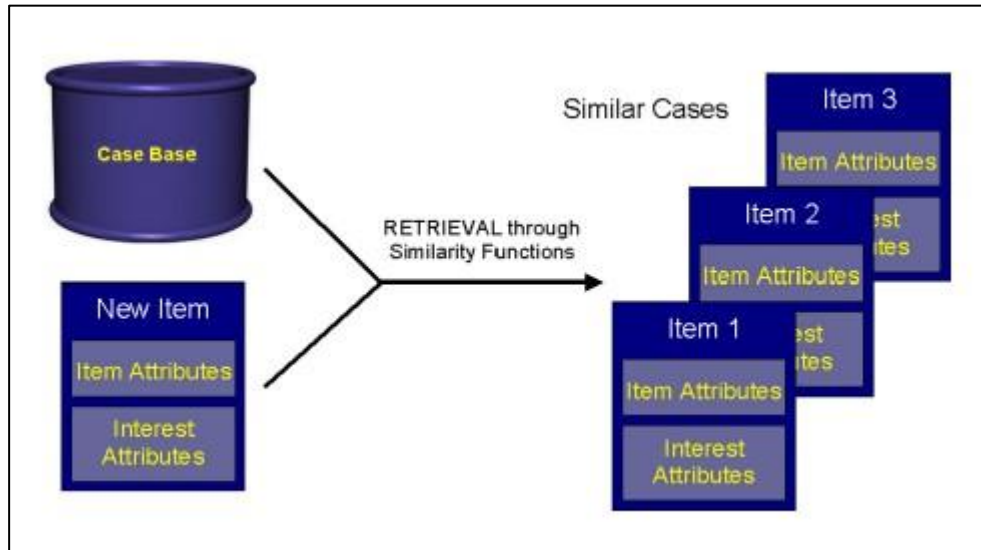 Case Base
New Item
Item Attributes
Interest
Attributes
RETRIEVAL through
Similarity Functions
Similar Cases
Item 3
Item Attributes
Item 2
Item Attributes
Item 1
Item Attributes
Interest
Attributes